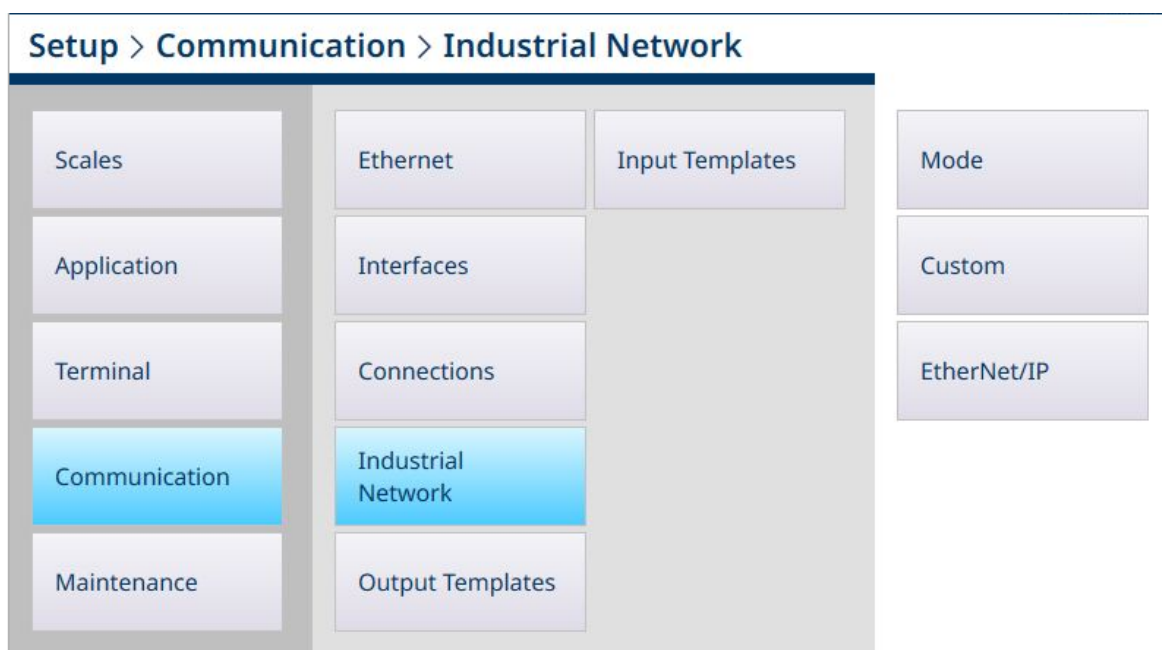 Setup > Communication > Industrial Network
Scales
Ethernet
Input Templates
Mode
Application
Interfaces
Custom
Terminal
Connections
EtherNet/IP
Communication
Industrial
Network
Maintenance
Output Templates